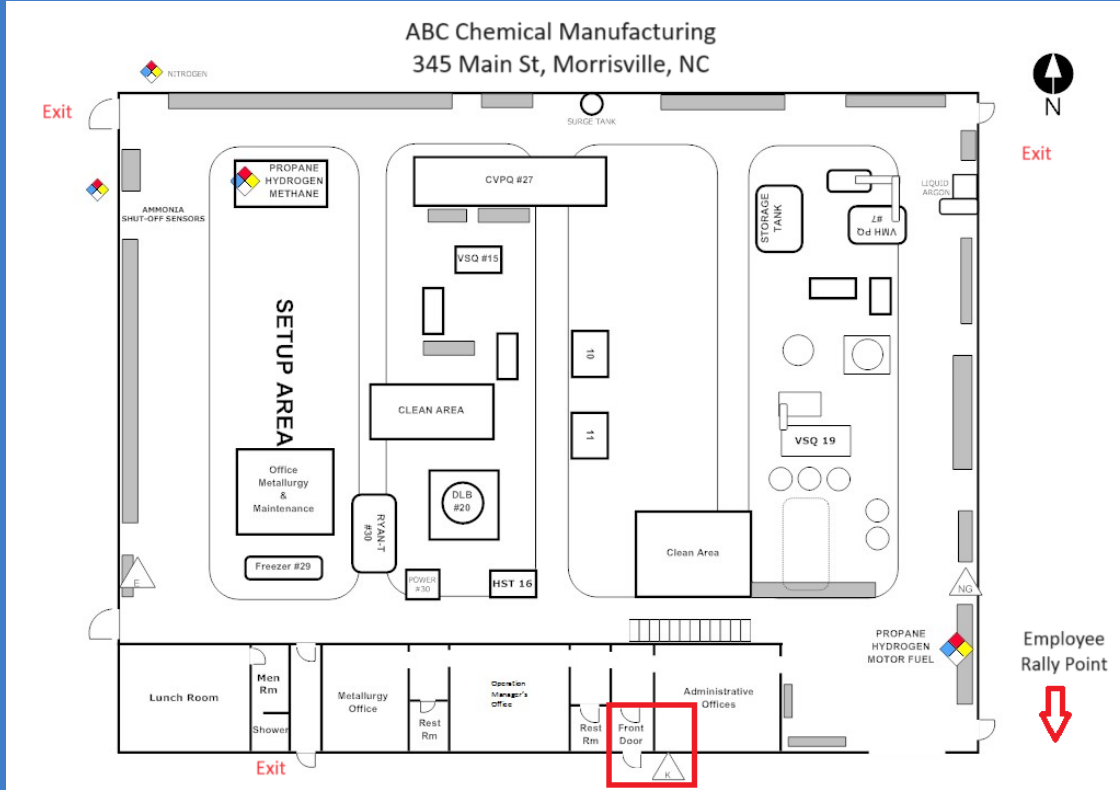 ABC Chemical Manufacturing
345 Main St, Morrisville, NC
NITROGEN
N
Exit
SURGE TANK
Exit
PROPANE
HYDROGEN
METHANE
CVPQ #27
LIQUID
ARGON
AMMONIA
SHUT-OFF SENSORS
STORAGE
TANK
VMH PQ
#7
VSQ #15
SETUP AREA
10
CLEAN AREA
11
VSQ 19
Office
Metallurgy
&
Maintenance
DLB
#20
RYAN-T
#30
Clean Area
Freezer #29
POWER
#30
HST 16
E
NG
PROPANE
HYDROGEN
MOTOR FUEL
Employee
Rally Point
Lunch Room
Men
Rm
Shower
Metallurgy
Office
Rest
Rm
Operation
Manager's
Office
Rest
Rm
Front
Door
Administrative
Offices
Exit
K